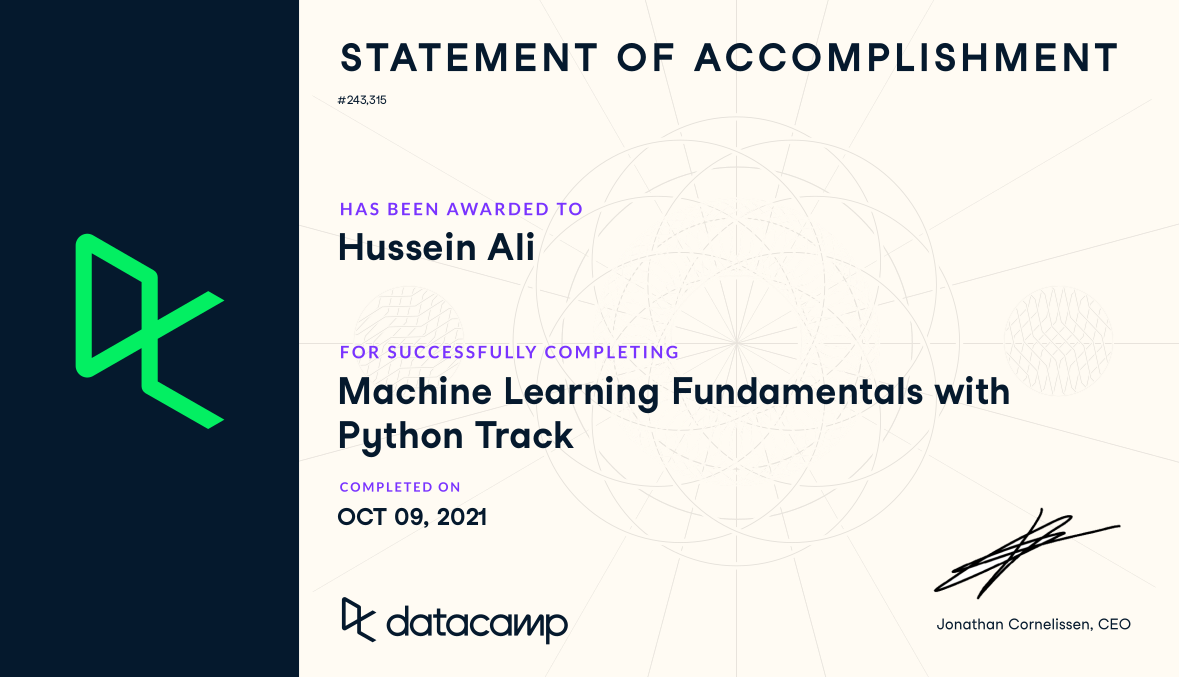 STATEMENT OF ACCOMPLISHMENT
#243,315
HAS BEEN AWARDED TO
Hussein Ali
FOR SUCCESSFULLY COMPLETING
Machine Learning Fundamentals with
Python Track
COMPLETED ON
OCT 09, 2021
datacamp
Jonathan Cornelissen, CEO